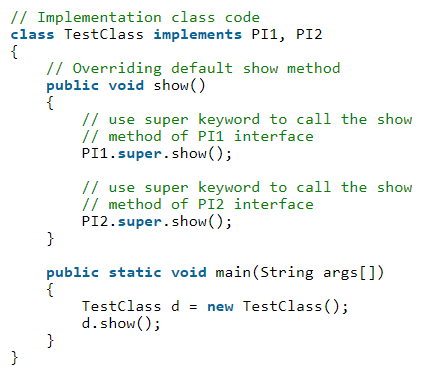 // Implementation class code
class TestClass implements PI1, PI2
{
    // Overriding default show method
    public void show()
    {
        // use super keyword to call the show
        // method of PI1 interface
        PI1.super.show();

        // use super keyword to call the show
        // method of PI2 interface
        PI2.super.show();
    }

    public static void main(String args[])
    {
        TestClass d = new TestClass();
        d.show();
    }
}